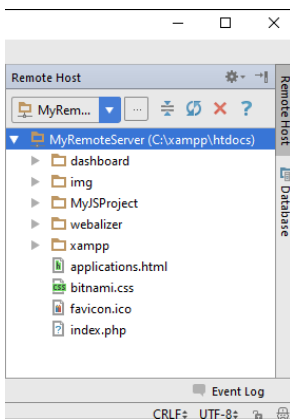 Remote Host
MyRem...
MyRemoteServer (C:\xampp\htdocs)
dashboard
img
MyJSProject
webalizer
xampp
applications.html
bitnami.css
favicon.ico
index.php
Remote Host
Database
Event Log
CRLF UTF-8